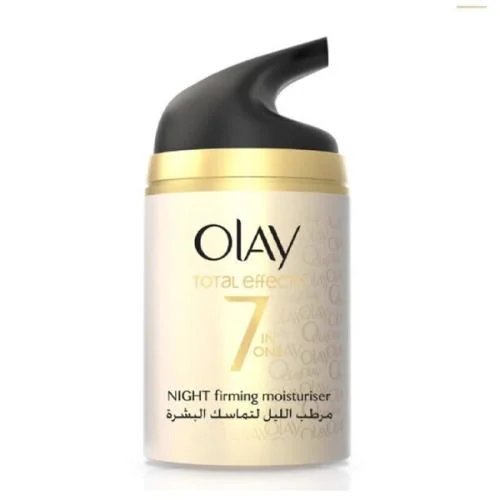 OLAY
TOTAL effects
7 IN
ONE
NIGHT firming moisturiser
مرطب الليل لتماسك البشرة